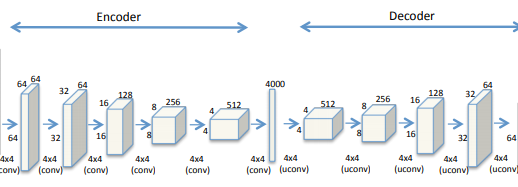 Encoder
Decoder
64 64 64
32 64 32
16 128 16
8 256 8
4 512 4
4000
4 512 4
8 256 8
16 128 16
32 64 32
64
4x4 4x4 4x4 4x4 4x4 4x4 4x4 4x4 4x4 4x4 4x4
conv) (conv) (conv) (conv) (conv) (conv) (uconv) (uconv) (uconv) (uconv) (uconv)